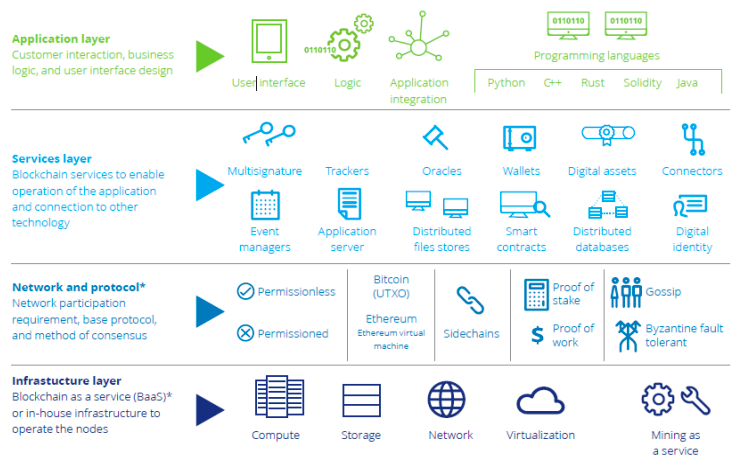 Application layer
Customer interaction, business
logic, and user interface design
User interface
0110110
Logic
Application
integration
0110110
0110110
Programming languages
Python
C++
Rust
Solidity
Java
Services layer
Blockchain services to enable
operation of the application
and connection to other
technology
Multisignature
Trackers
Oracles
Wallets
Digital assets
Connectors
Event
managers
Application
server
Distributed
files stores
Smart
contracts
Distributed
databases
Digital
identity
Network and protocol*
Network participation
requirement, base protocol,
and method of consensus
Permissionless
Permissioned
Bitcoin
(UTXO)
Ethereum
Ethereum virtual
machine
Sidechains
Proof of
stake
$
Proof of
work
Gossip
Byzantine fault
tolerant
Infrastucture layer
Blockchain as a service (BaaS)*
or in-house infrastructure to
operate the nodes
Compute
Storage
Network
Virtualization
Mining as
a service